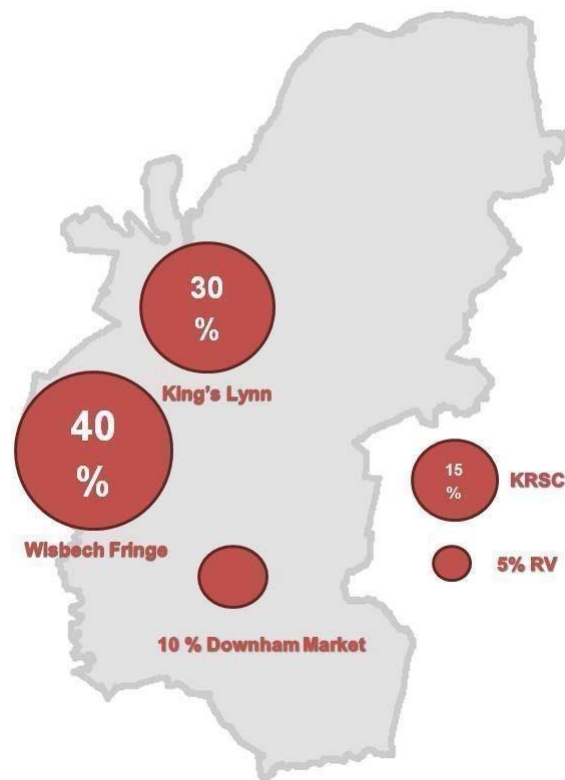 30
%
King's Lynn
40
%
Wisbech Fringe
15
%
KRSC
5% RV
10 % Downham Market